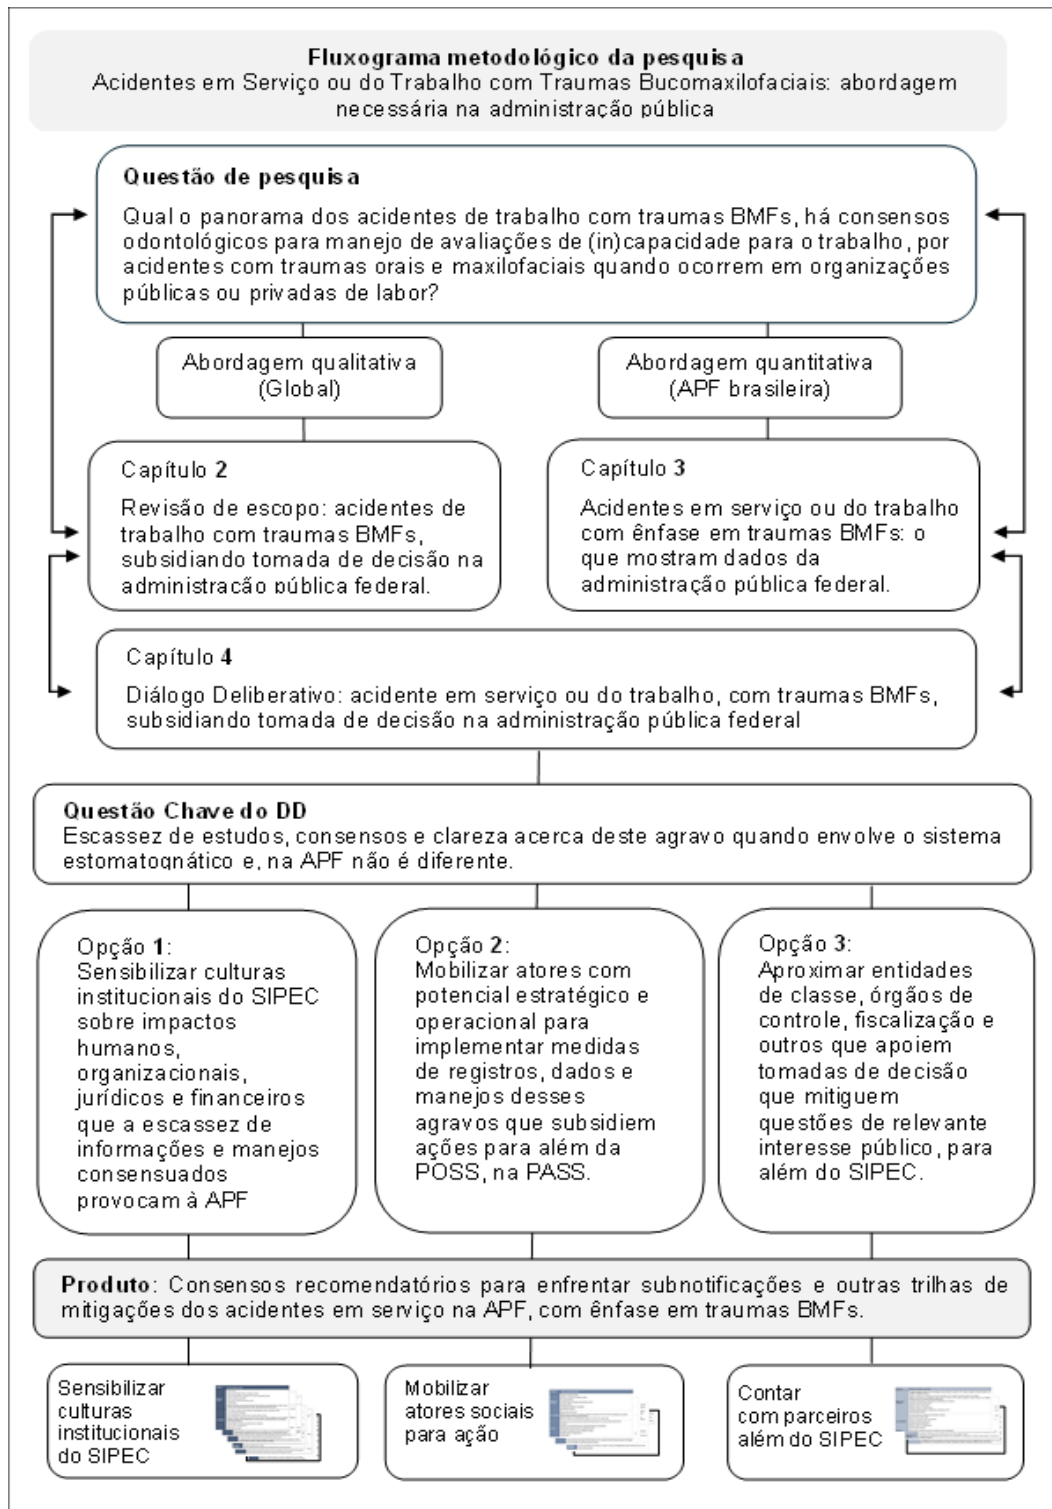 Fluxograma metodológico da pesquisa
Acidentes em Serviço ou do Trabalho com Traumas Bucomaxilofaciais: abordagem
necessária na administração pública
Questão de pesquisa
Qual o panorama dos acidentes de trabalho com traumas BMFs, há consensos
odontológicos para manejo de avaliações de (in)capacidade para o trabalho, por
acidentes com traumas orais e maxilofaciais quando ocorrem em organizações
públicas ou privadas de labor?
Abordagem qualitativa
(Global)
Abordagem quantitativa
(APF brasileira)
Capítulo 2
Revisão de escopo: acidentes de
trabalho com traumas BMFs,
subsidiando tomada de decisão na
administração pública federal.
Capítulo 3
Acidentes em serviço ou do trabalho
com ênfase em traumas BMFs: o
que mostram dados da
administração pública federal.
Capítulo 4
Diálogo Deliberativo: acidente em serviço ou do trabalho, com traumas BMFs,
subsidiando tomada de decisão na administração pública federal
Questão Chave do DD
Escassez de estudos, consensos e clareza acerca deste agravo quando envolve o sistema
estomatognático e, na APF não é diferente.
Opção 1:
Sensibilizar culturas
institucionais do SIPEC
sobre impactos
humanos,
organizacionais,
jurídicos e financeiros
que a escassez de
informações e manejos
consensuados
provocam à APF
Opção 2:
Mobilizar atores com
potencial estratégico e
operacional para
implementar medidas
de registros, dados e
manejos desses
agravos que subsidiem
ações para além da
POSS, na PASS.
Opção 3:
Aproximar entidades
de classe, órgãos de
controle, fiscalização e
outros que apoiem
tomadas de decisão
que mitiguem
questões de relevante
interesse público, para
além do SIPEC.
Produto: Consensos recomendatórios para enfrentar subnotificações e outras trilhas de
mitigações dos acidentes em serviço na APF, com ênfase em traumas BMFs.
Sensibilizar
culturas
institucionais
do SIPEC
Mobilizar
atores sociais
para ação
Contar
com parceiros
além do SIPEC